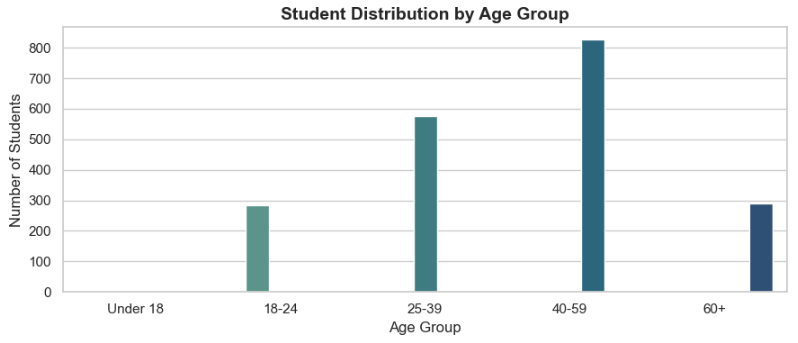 Student Distribution by Age Group
Number of Students
800
700
600
500
400
300
200
100
0
Under 18 18-24 25-39 40-59 60+
Age Group